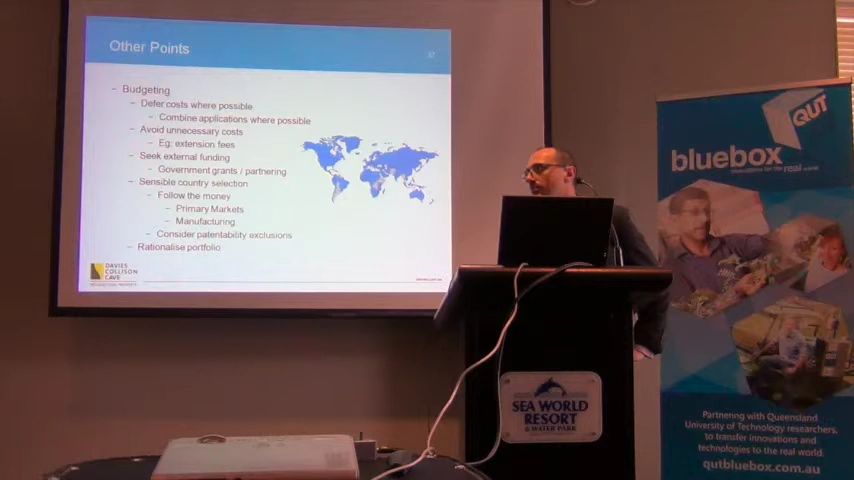 Other Points
37
– Budgeting
– Defer costs where possible
– Combine applications where possible
– Avoid unnecessary costs
– Eg: extension fees
– Seek external funding
– Government grants / partnering
– Sensible country selection
– Follow the money
– Primary Markets
– Manufacturing
– Consider patentability exclusions
– Rationalise portfolio
DAVIES
COLLISON
CAVE
SEA WORLD
RESORT
& WATER PARK
QUT
bluebox
innovations for the real world
Partnering with Queensland
University of Technology researchers
to transfer innovations and
technologies to the real world.
qutbluebox.com.au